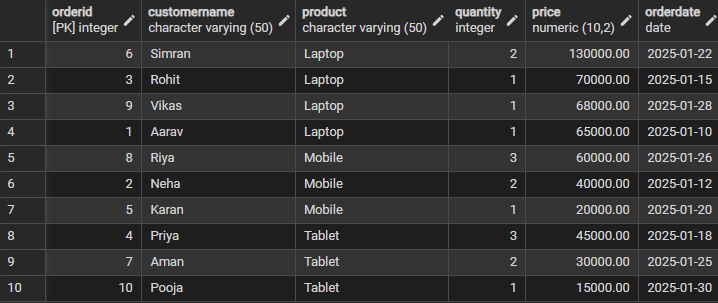 orderid customername product quantity price orderdate
[PK] integer character varying (50) character varying (50) integer numeric (10,2) date
1 6 Simran Laptop 2 130000.00 2025-01-22
2 3 Rohit Laptop 1 70000.00 2025-01-15
3 9 Vikas Laptop 1 68000.00 2025-01-28
4 1 Aarav Laptop 1 65000.00 2025-01-10
5 8 Riya Mobile 3 60000.00 2025-01-26
6 2 Neha Mobile 2 40000.00 2025-01-12
7 5 Karan Mobile 1 20000.00 2025-01-20
8 4 Priya Tablet 3 45000.00 2025-01-18
9 7 Aman Tablet 2 30000.00 2025-01-25
10 10 Pooja Tablet 1 15000.00 2025-01-30